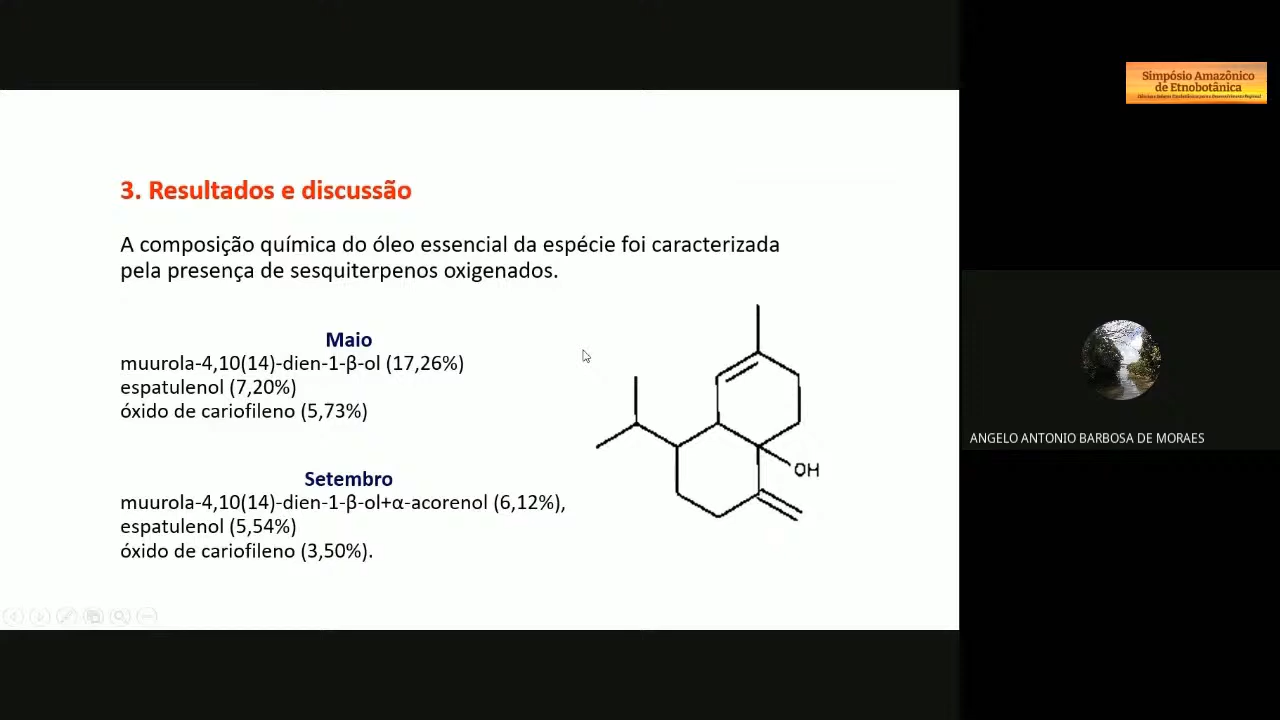 3. Resultados e discussão
A composição química do óleo essencial da espécie foi caracterizada
pela presença de sesquiterpenos oxigenados.
Maio
muurola-4,10(14)-dien-1-β-ol (17,26%)
espatulenol (7,20%)
óxido de cariofileno (5,73%)
Setembro
muurola-4,10(14)-dien-1-β-ol+α-acorenol (6,12%),
espatulenol (5,54%)
óxido de cariofileno (3,50%).
OH
Simpósio Amazônico
de Etnobotânica
ANGELO ANTONIO BARBOSA DE MORAES